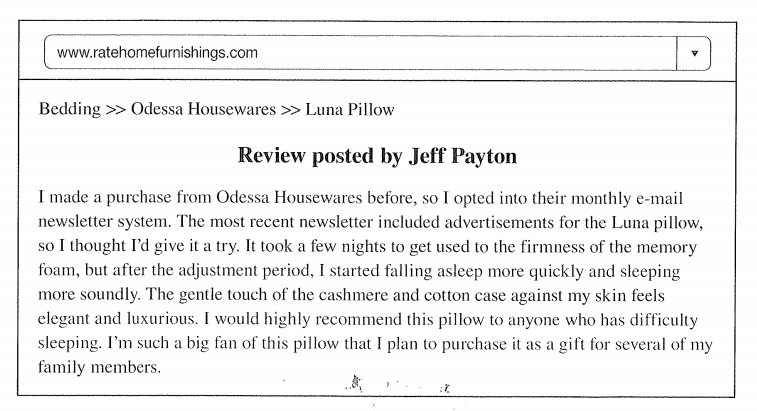 www.ratehomefurnishings.com
Bedding >> Odessa Housewares >> Luna Pillow
Review posted by Jeff Payton
I made a purchase from Odessa Housewares before, so I opted into their monthly e-mail
newsletter system. The most recent newsletter included advertisements for the Luna pillow,
so I thought I'd give it a try. It took a few nights to get used to the firmness of the memory
foam, but after the adjustment period, I started falling asleep more quickly and sleeping
more soundly. The gentle touch of the cashmere and cotton case against my skin feels
elegant and luxurious. I would highly recommend this pillow to anyone who has difficulty
sleeping. I'm such a big fan of this pillow that I plan to purchase it as a gift for several of my
family members.